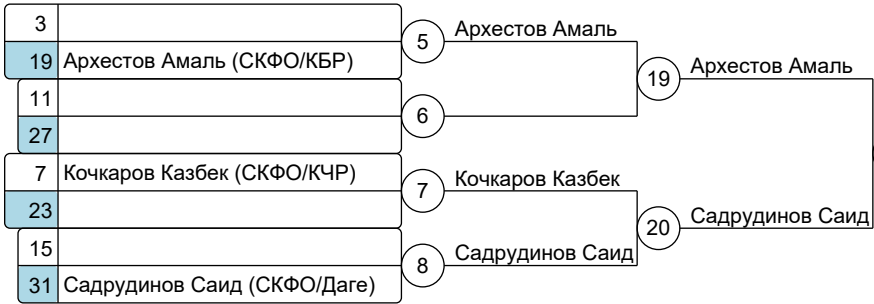 3
19 Архестов Амаль (СКФО/КБР)
11
27
7 Кочкаров Казбек (СКФО/КЧР)
23
15
31 Садрудинов Саид (СКФО/Даге)
5 Архестов Амаль
6
7 Кочкаров Казбек
8 Садрудинов Саид
19 Архестов Амаль
20 Садрудинов Саид